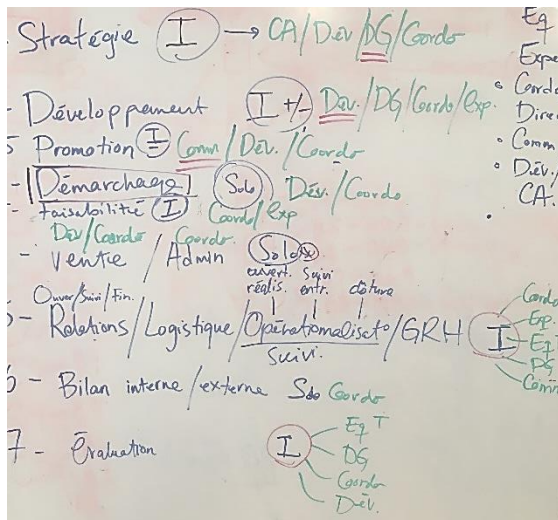 - Stratégie I → CA/Dév/DG/Coordo
- Développement I +/- Dev./DG/Coordo/exp.
5 Promotion I Comm/Dév./Coordo
- Démarchage Solo Dév./Coordo
- Faisabilité I Coordo/exp
Dév/Coordo Coordo.
- Vente/Admin Solo
ouvert. Suivi
réalis. entr. clôture
Ouver/Suivi/Fin.
5 - Relations/Logistique/Opérationnalisat°/GRH I
Suivi.
Coordo
Exp.
Eq T
DG
Comm
6 - Bilan interne/externe Solo Coordo
7 - Évaluation I
Eq T
DG
Coordo
Dév.
Eq
Expe
• Coordo
Direc
• Comm
• Dév./
CA.